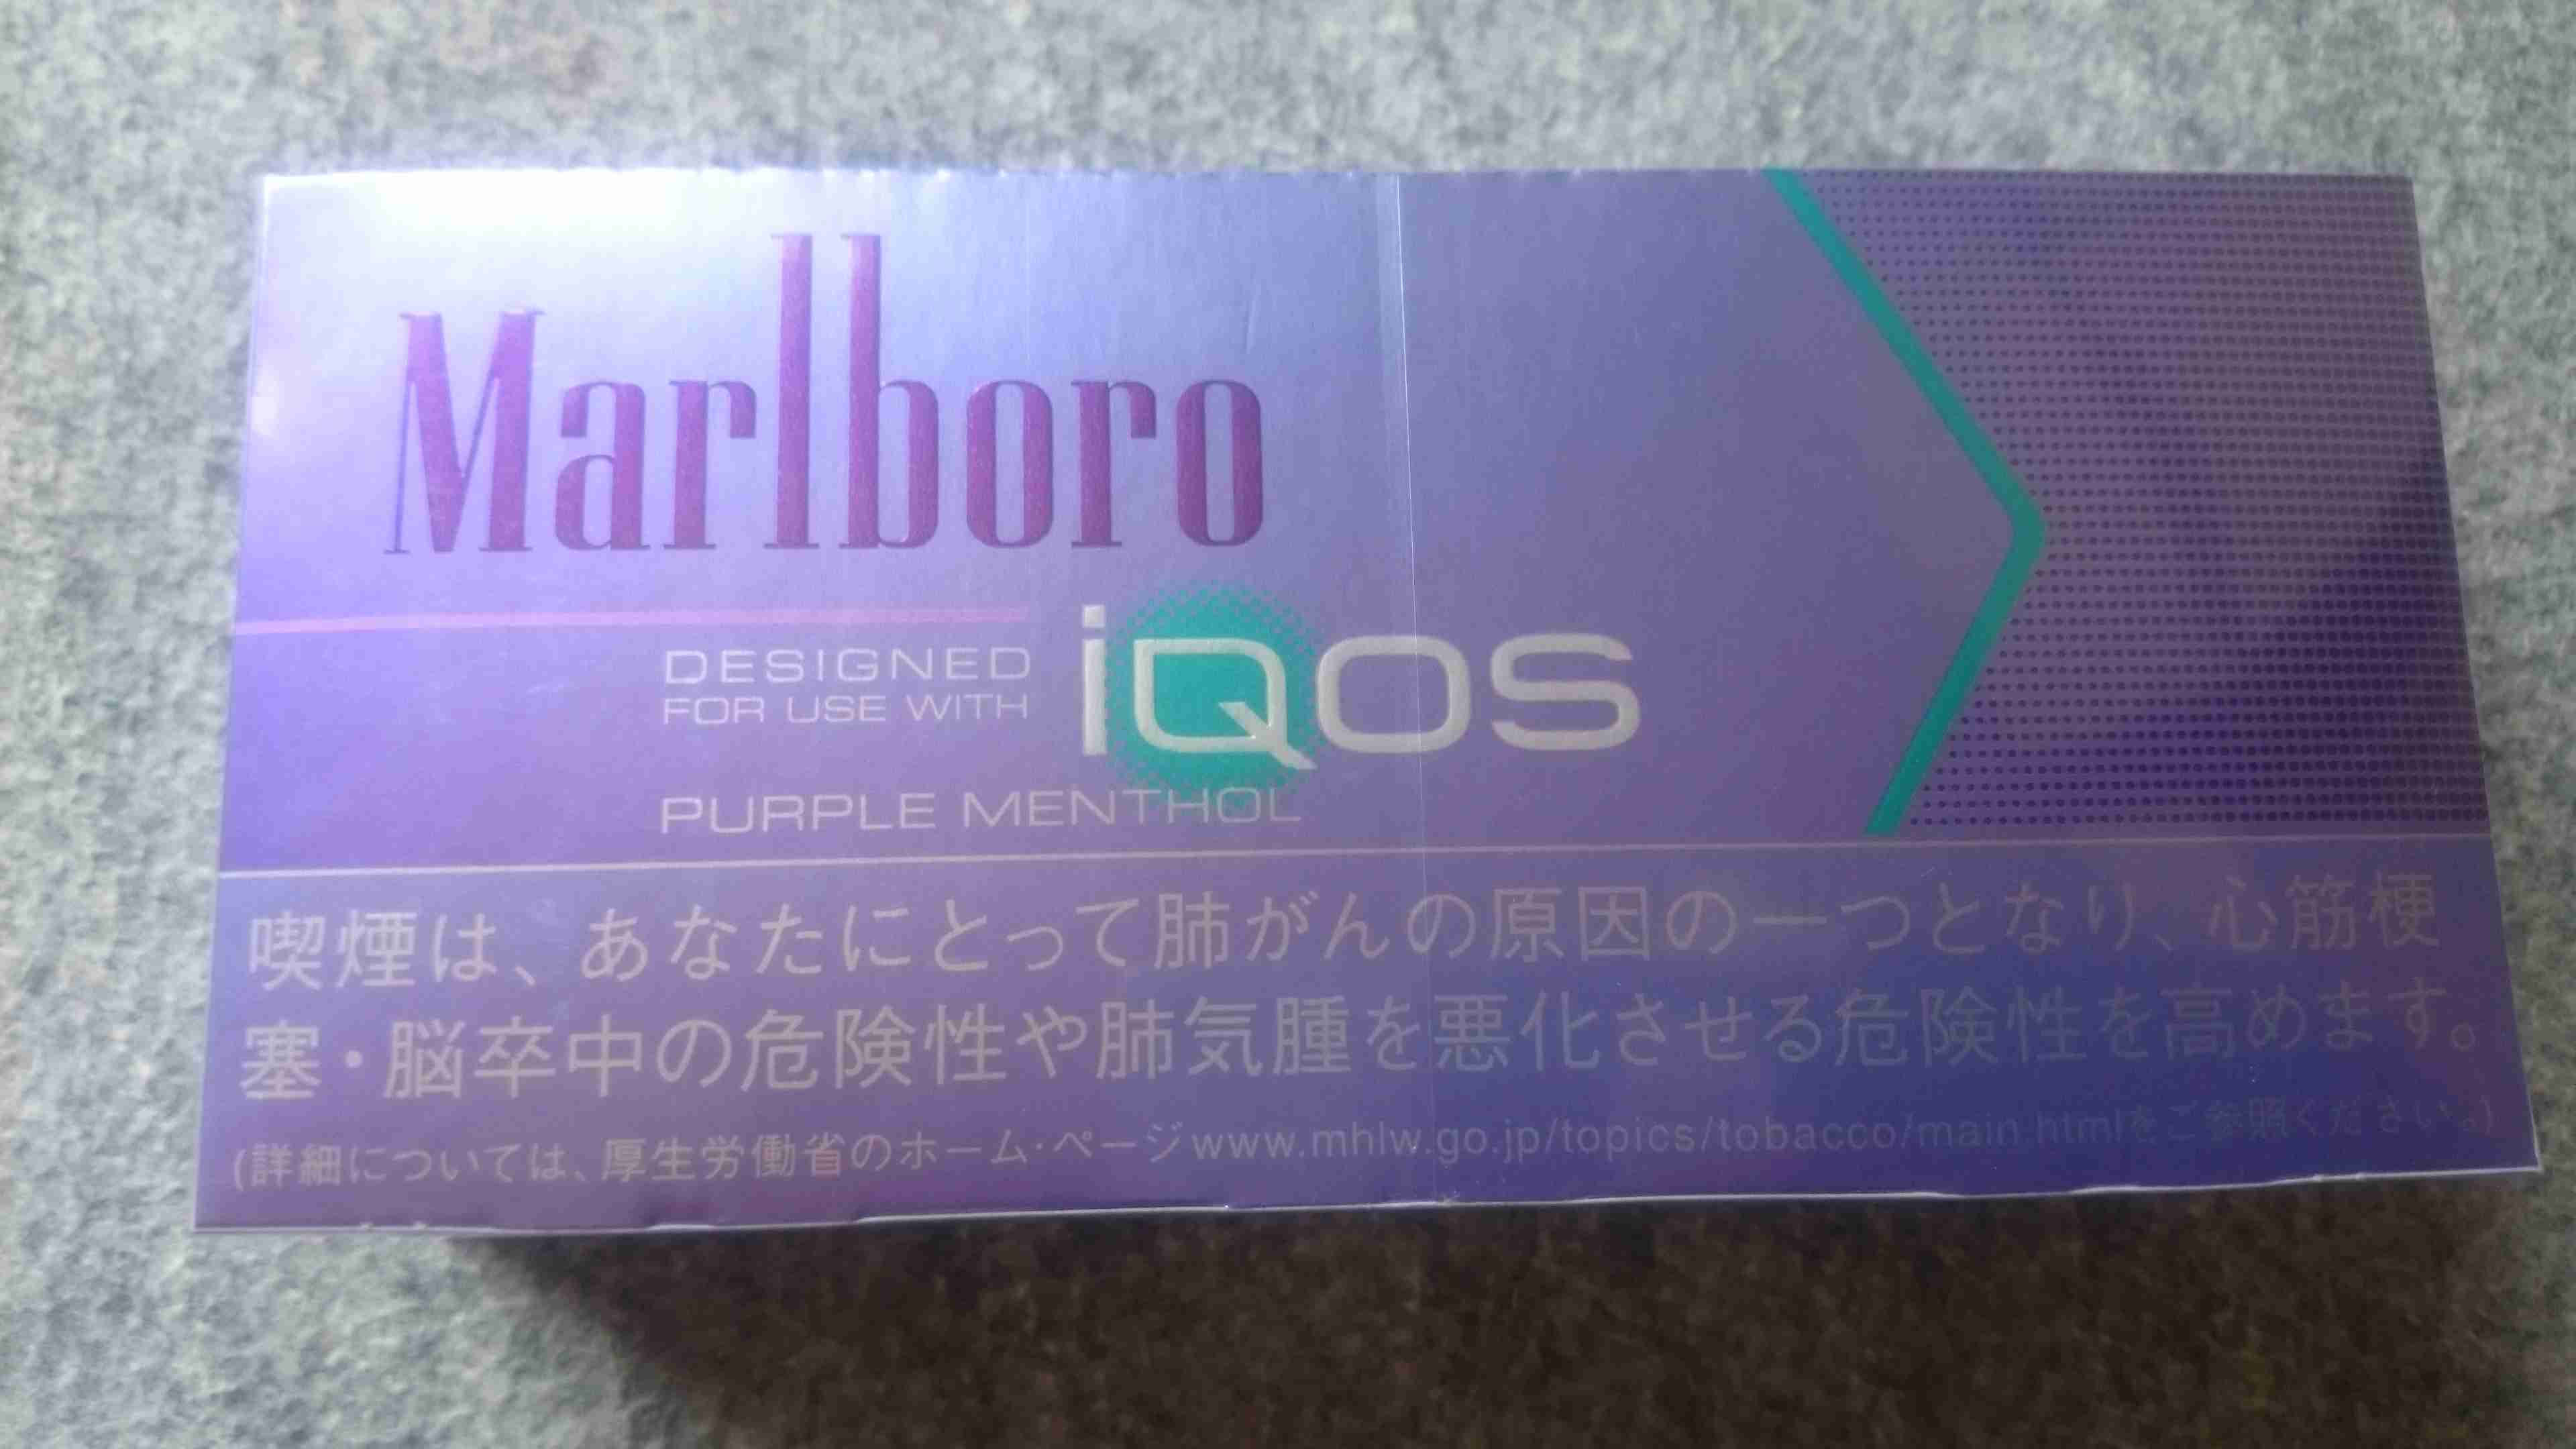 Marlboro
DESIGNED
FOR USE WITH
iQOS
PURPLE MENTHOL
喫煙は、あなたにとって肺がんの原因の一つとなり、心筋梗
塞・脳卒中の危険性や肺気腫を悪化させる危険性を高めます。
(詳細については、厚生労働省のホーム・ページwww.mhlw.go.jp/topics/tobacco/main.htmlをご参照ください。)